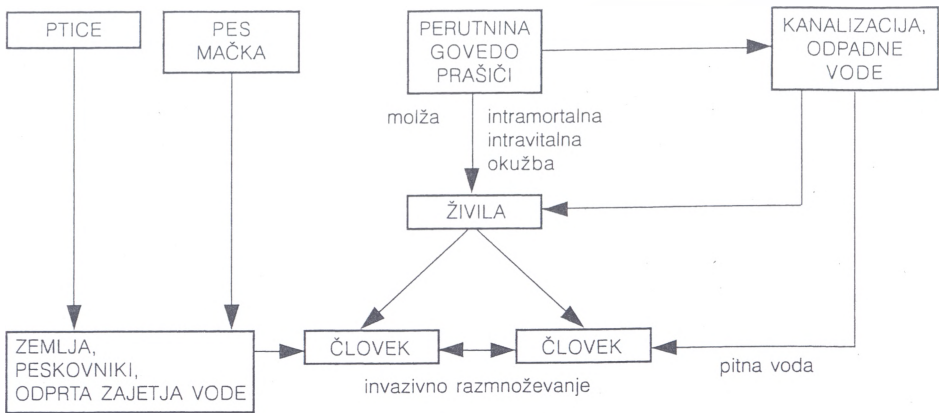 PTICE
PES
MAČKA
PERUTNINA
GOVEDO
PRAŠIČI
KANALIZACIJA,
ODPADNE
VODE
molža
intramortalna
intravitalna
okužba
ŽIVILA
ZEMLJA,
PESKOVNIKI,
ODPRTA ZAJETJA VODE
ČLOVEK
ČLOVEK
invazivno razmnoževanje
pitna voda